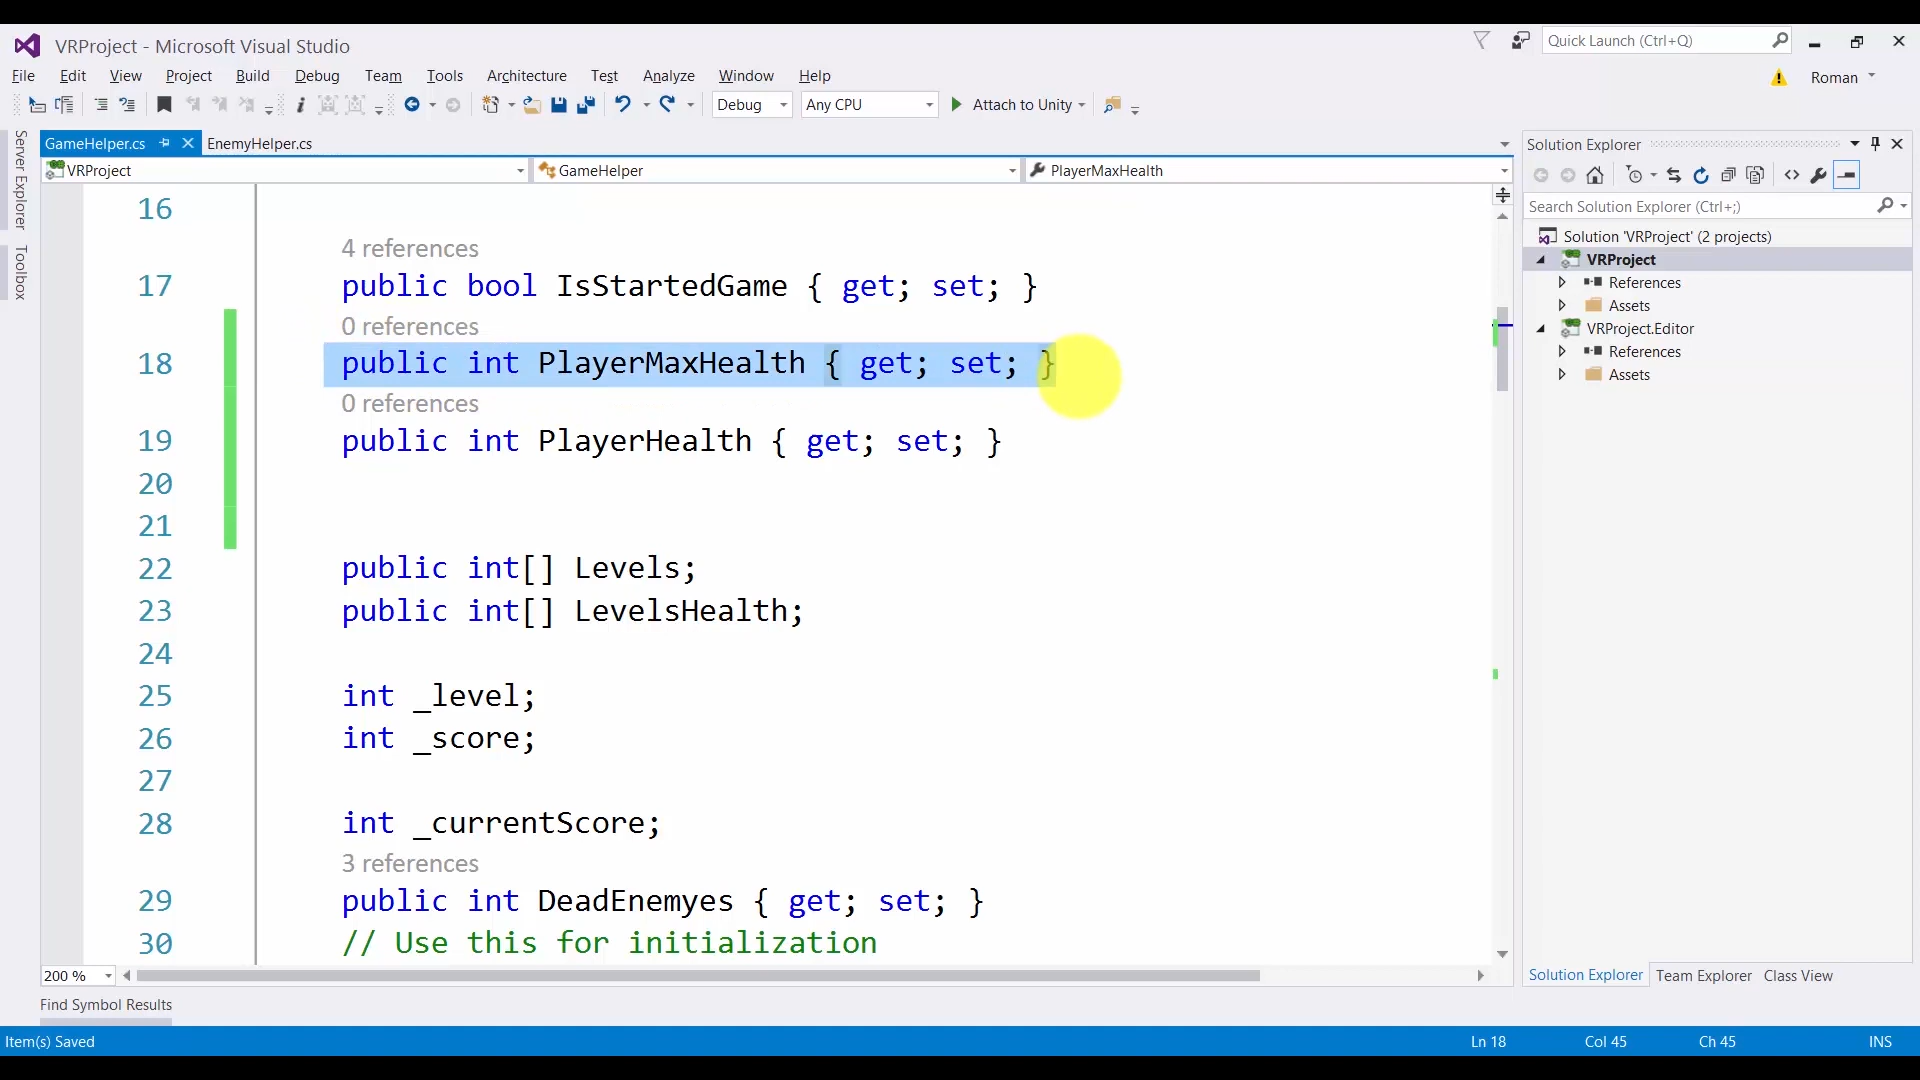 VRProject - Microsoft Visual Studio
Quick Launch (Ctrl+Q)
File Edit View Project Build Debug Team Tools Architecture Test Analyze Window Help
Roman
Debug Any CPU Attach to Unity
Server Explorer
Toolbox
GameHelper.cs EnemyHelper.cs
VRProject GameHelper PlayerMaxHealth
16
4 references
17 public bool IsStartedGame { get; set; }
0 references
18 public int PlayerMaxHealth { get; set; }
0 references
19 public int PlayerHealth { get; set; }
20
21
22 public int[] Levels;
23 public int[] LevelsHealth;
24
25 int _level;
26 int _score;
27
28 int _currentScore;
3 references
29 public int DeadEnemyes { get; set; }
30 // Use this for initialization
200 %
Solution Explorer
Search Solution Explorer (Ctrl+;)
Solution 'VRProject' (2 projects)
VRProject
References
Assets
VRProject.Editor
References
Assets
Solution Explorer Team Explorer Class View
Find Symbol Results
Item(s) Saved Ln 18 Col 45 Ch 45 INS